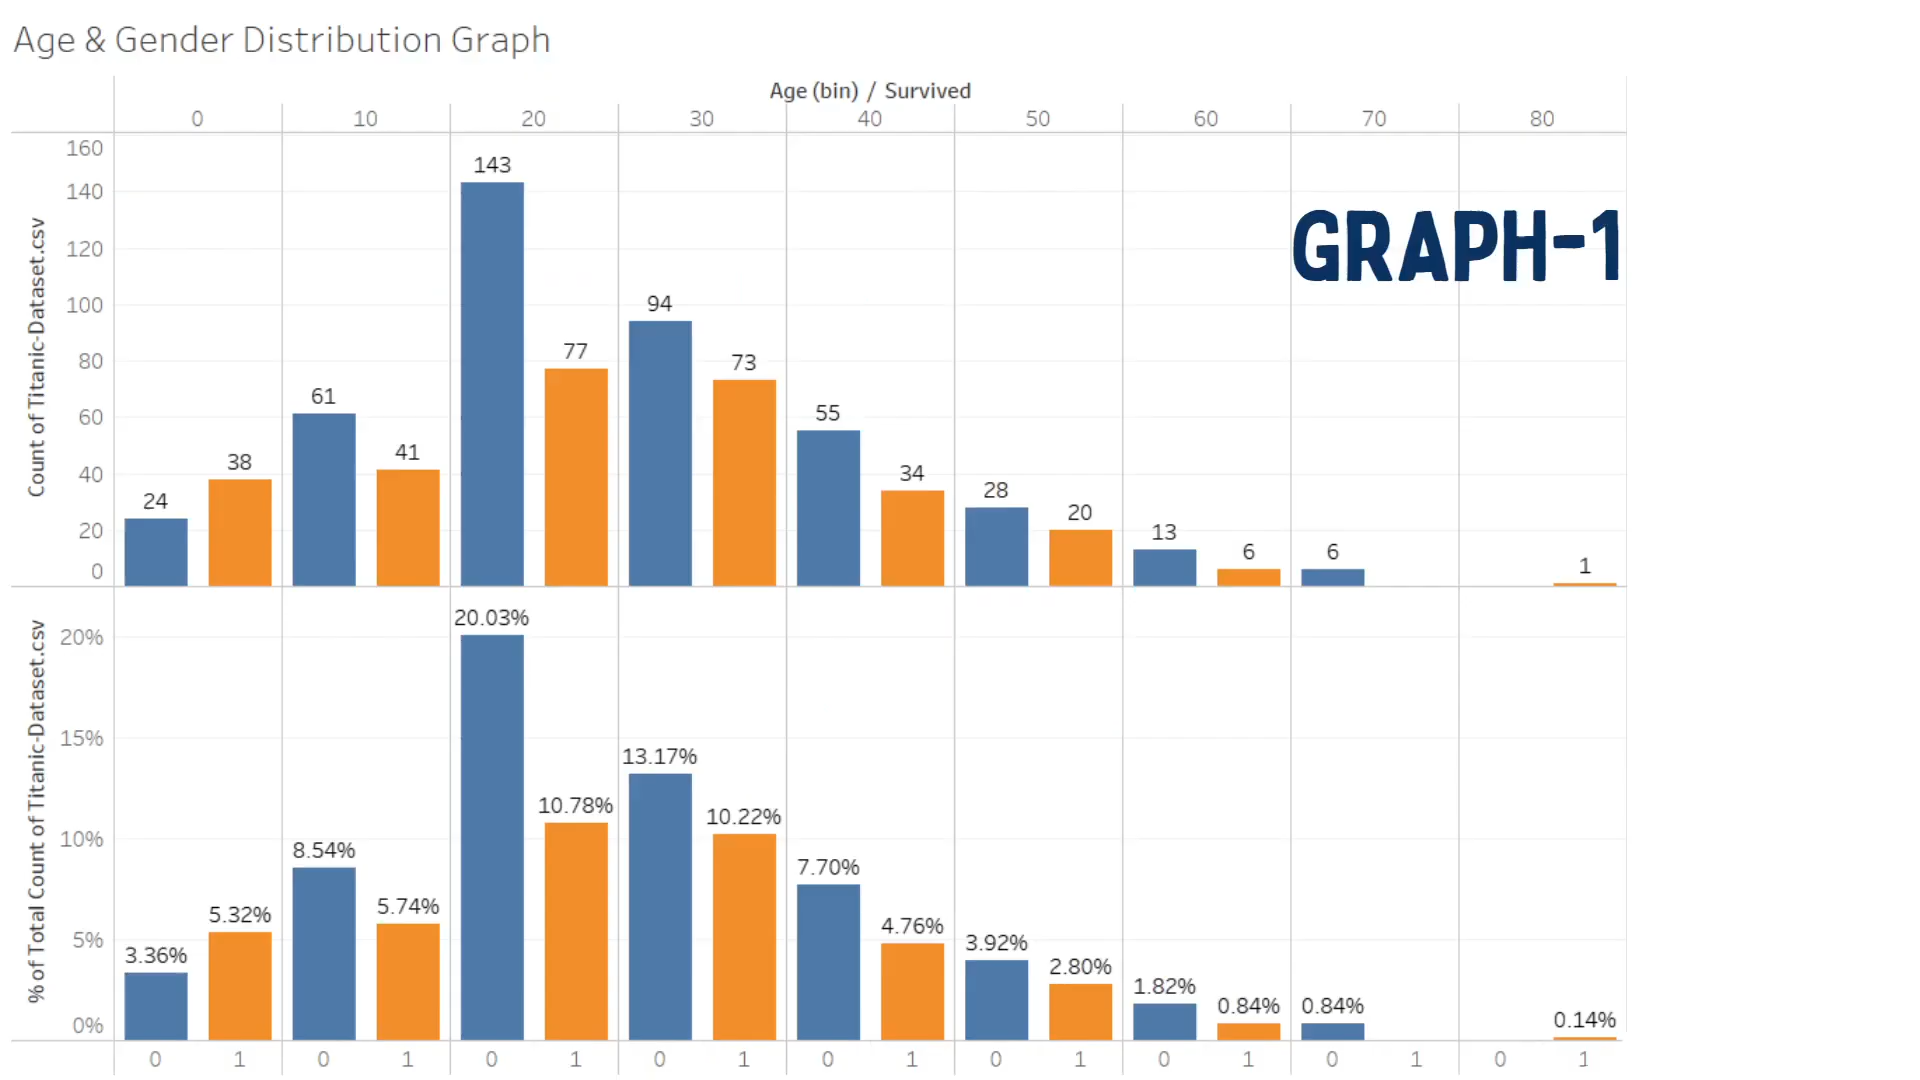 Age & Gender Distribution Graph
Age (bin) / Survived
0 10 20 30 40 50 60 70 80
GRAPH-1
Count of Titanic-Dataset.csv
160
140
120
100
80
60
40
20
0
24 38 61 41 143 77 94 73 55 34 28 20 13 6 6 1
% of Total Count of Titanic-Dataset.csv
20%
15%
10%
5%
0%
3.36% 5.32% 8.54% 5.74% 20.03% 10.78% 13.17% 10.22% 7.70% 4.76% 3.92% 2.80% 1.82% 0.84% 0.84% 0.14%
0 1 0 1 0 1 0 1 0 1 0 1 0 1 0 1 0 1